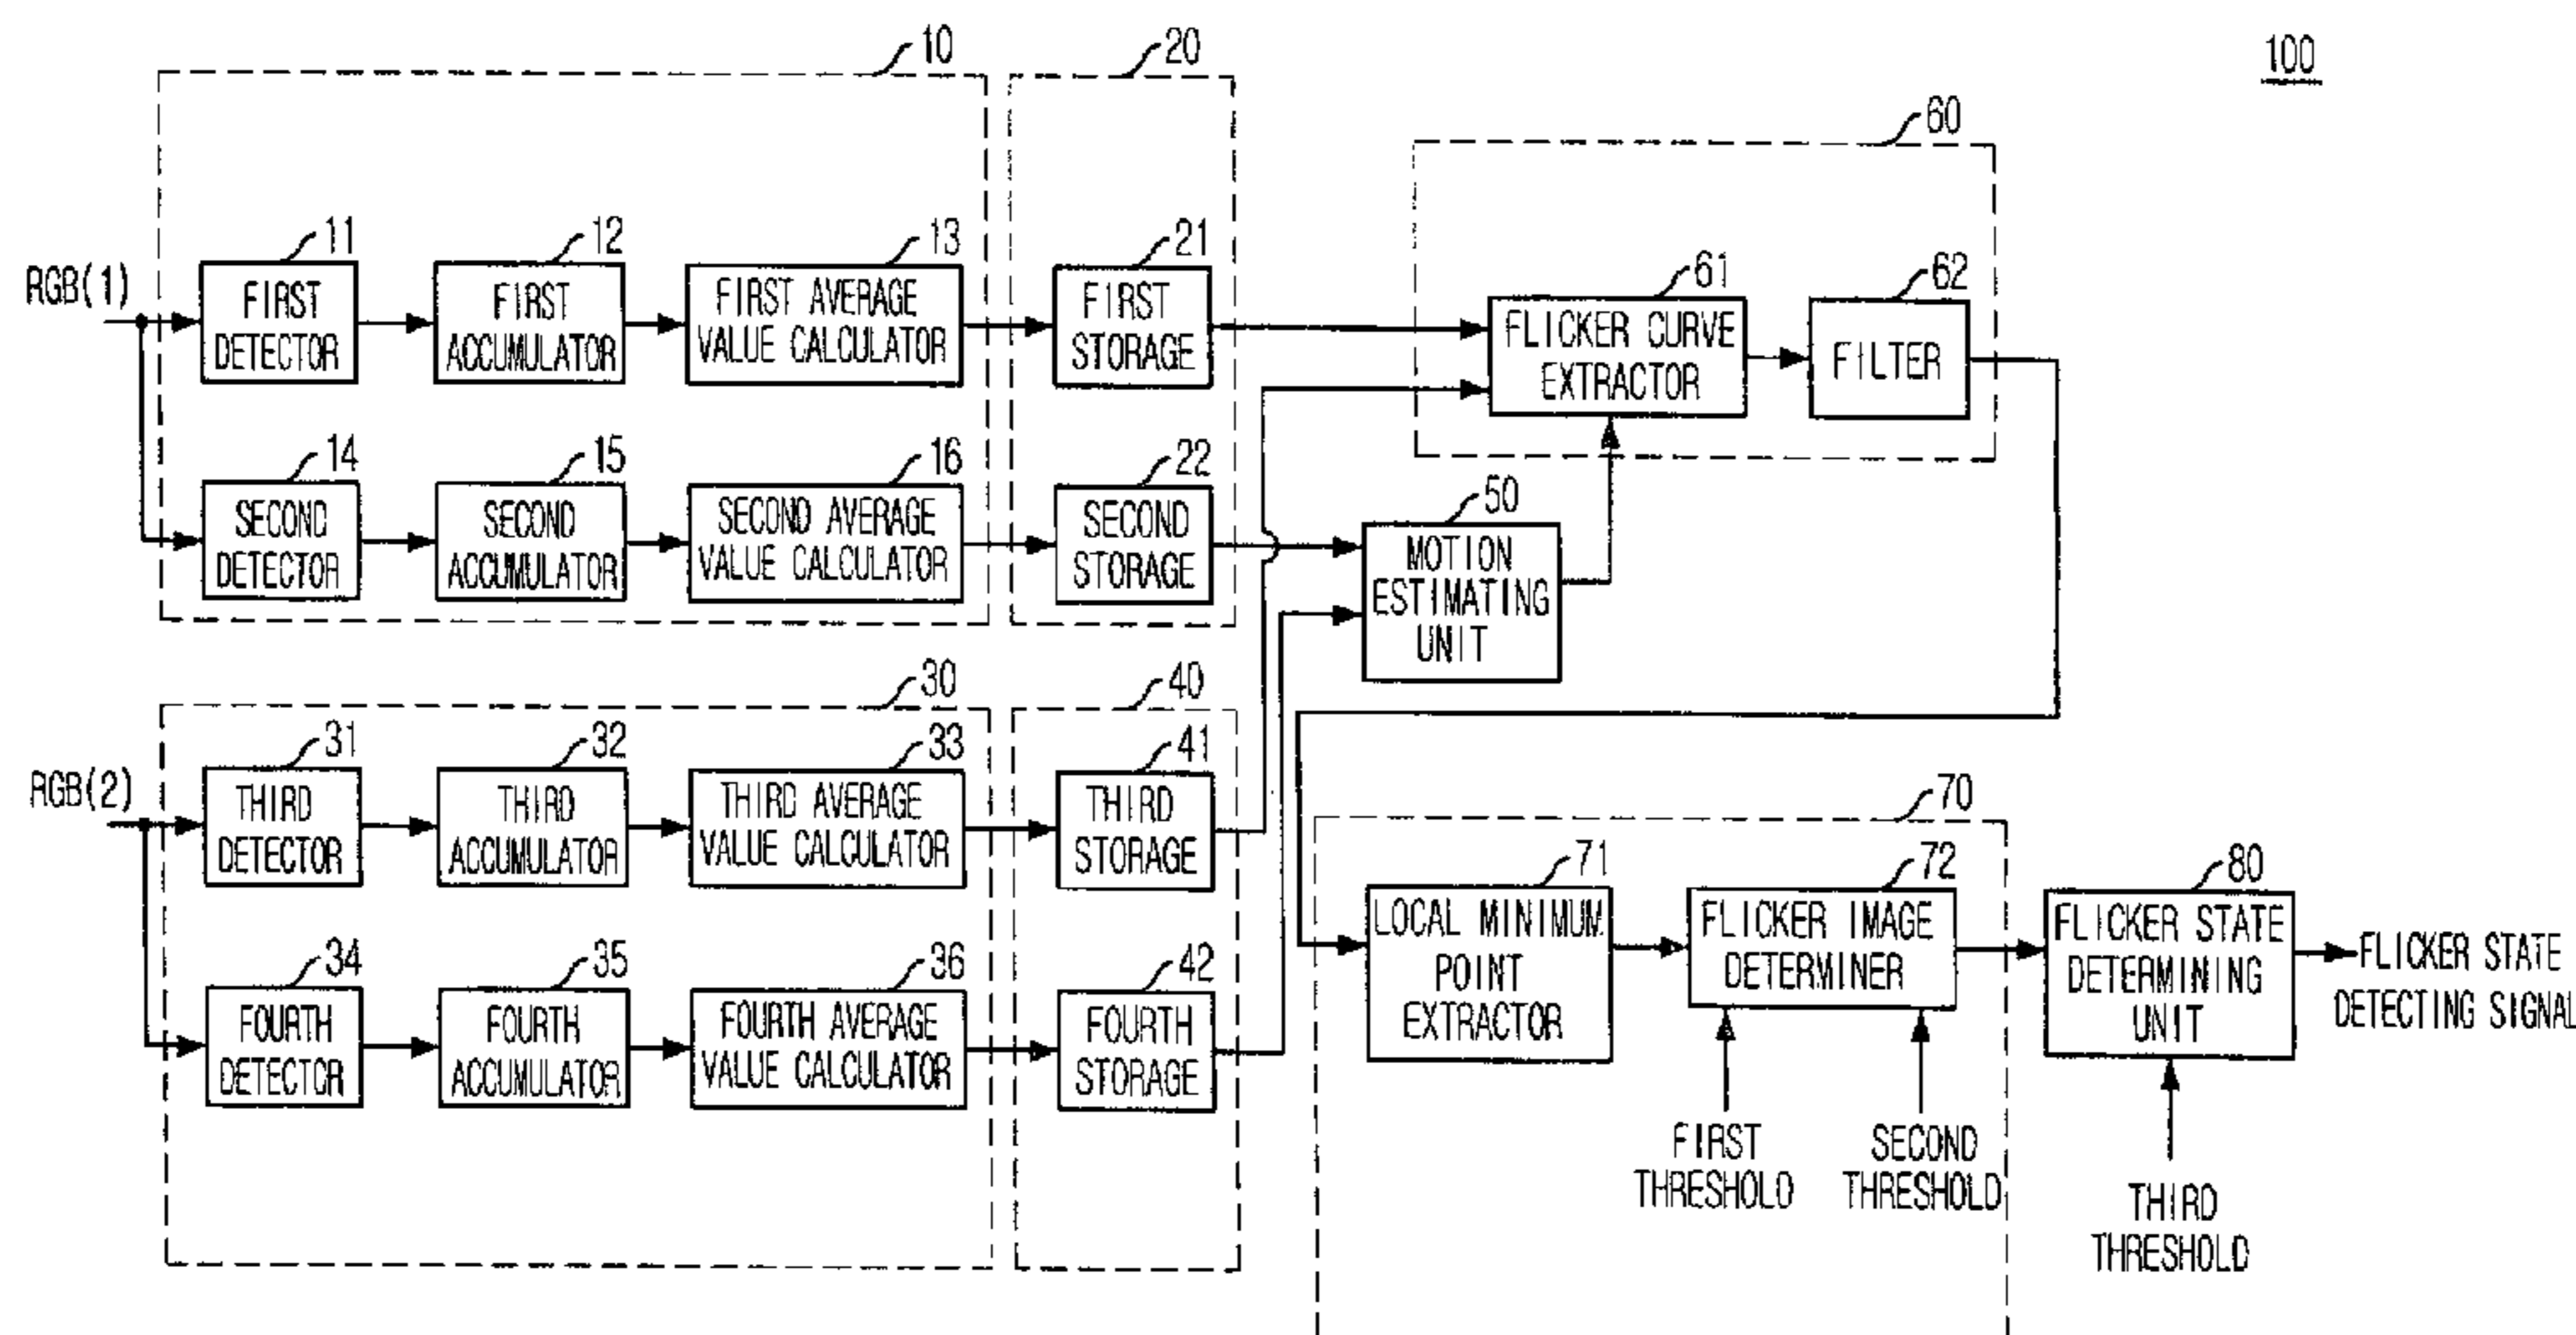 100
10
20
60
RGB(1)
11
FIRST
DETECTOR
12
FIRST
ACCUMULATOR
13
FIRST AVERAGE
VALUE CALCULATOR
21
FIRST
STORAGE
61
FLICKER CURVE
EXTRACTOR
62
FILTER
14
SECOND
DETECTOR
15
SECOND
ACCUMULATOR
16
SECOND AVERAGE
VALUE CALCULATOR
22
SECOND
STORAGE
50
MOTION
ESTIMATING
UNIT
30
40
RGB(2)
31
THIRD
DETECTOR
32
THIRD
ACCUMULATOR
33
THIRD AVERAGE
VALUE CALCULATOR
41
THIRD
STORAGE
70
71
LOCAL MINIMUM
POINT
EXTRACTOR
72
FLICKER IMAGE
DETERMINER
80
FLICKER STATE
DETERMINING
UNIT
FLICKER STATE
DETECTING SIGNAL
34
FOURTH
DETECTOR
35
FOURTH
ACCUMULATOR
36
FOURTH AVERAGE
VALUE CALCULATOR
42
FOURTH
STORAGE
FIRST
THRESHOLD
SECOND
THRESHOLD
THIRD
THRESHOLD